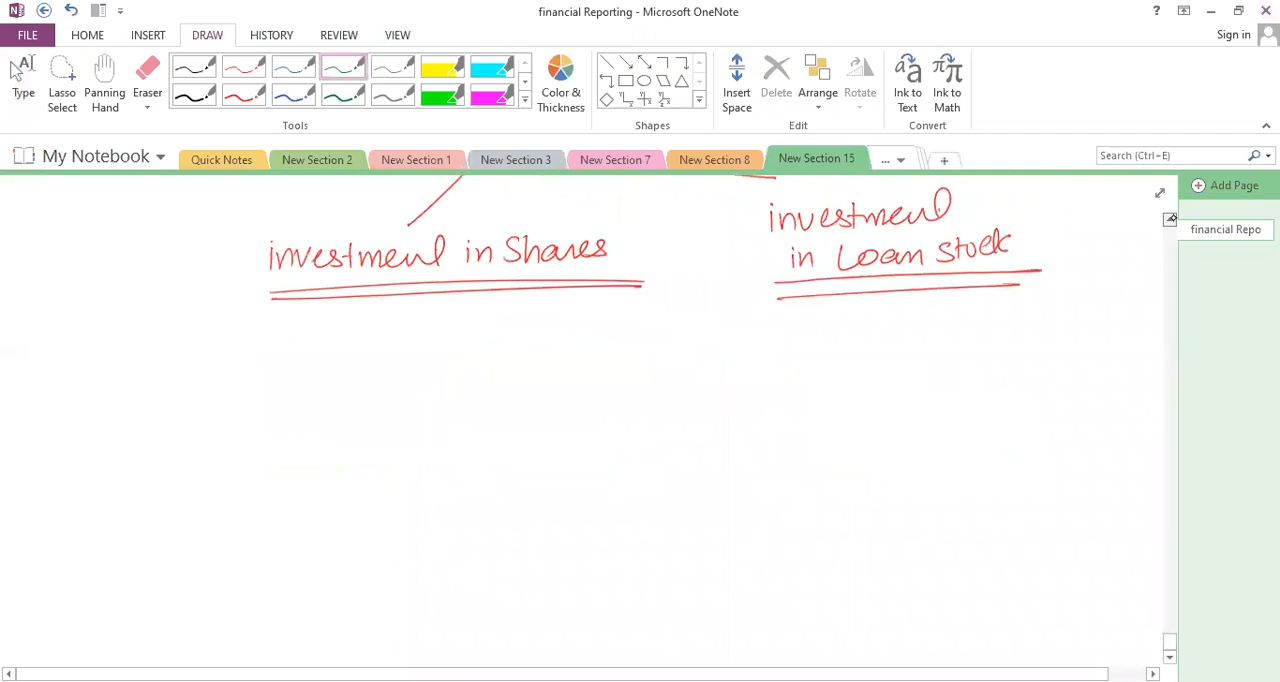 financial Reporting - Microsoft OneNote
FILE HOME INSERT DRAW HISTORY REVIEW VIEW Sign in
Type Lasso Select Panning Hand Eraser Color & Thickness Insert Space Delete Arrange Rotate Ink to Text Ink to Math
Tools Shapes Edit Convert
My Notebook Quick Notes New Section 2 New Section 1 New Section 3 New Section 7 New Section 8 New Section 15 ... Search (Ctrl+E)
Add Page
financial Repo
investment in Shares
investment
in Loan stock